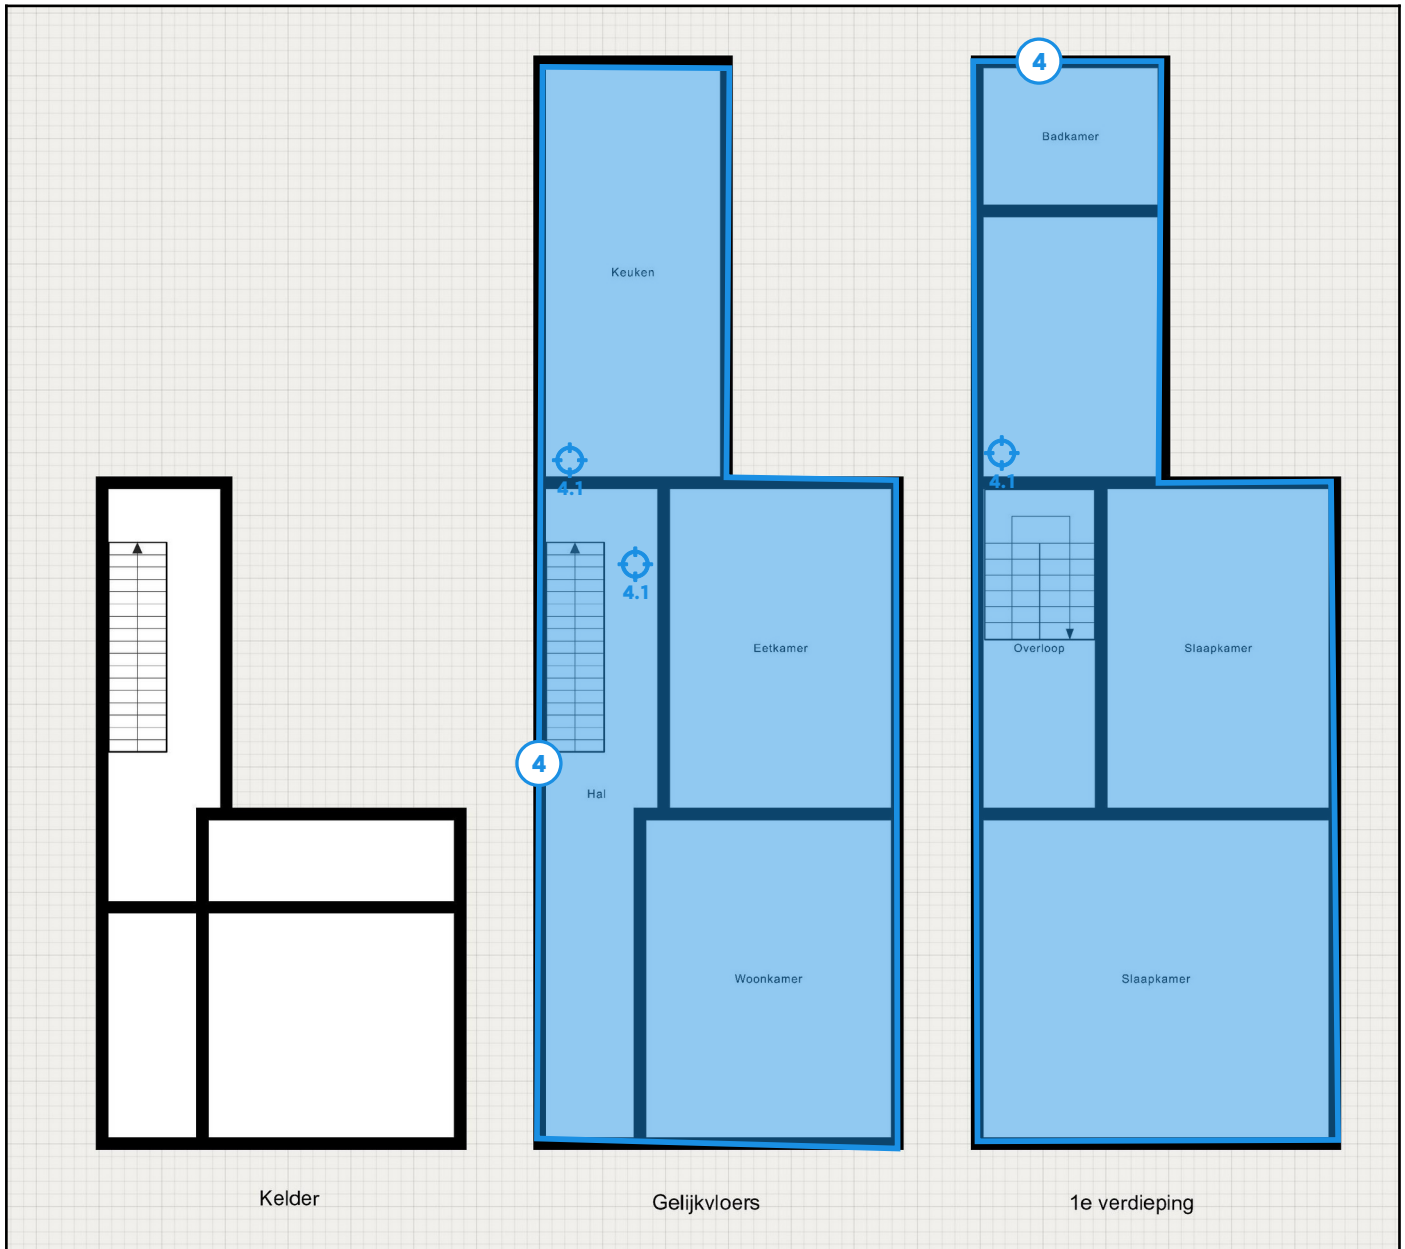 4
Badkamer
Keuken
4.1
4.1
4.1
Eetkamer
Overloop
Slaapkamer
4
Hal
Woonkamer
Slaapkamer
Kelder
Gelijkvloers
1e verdieping